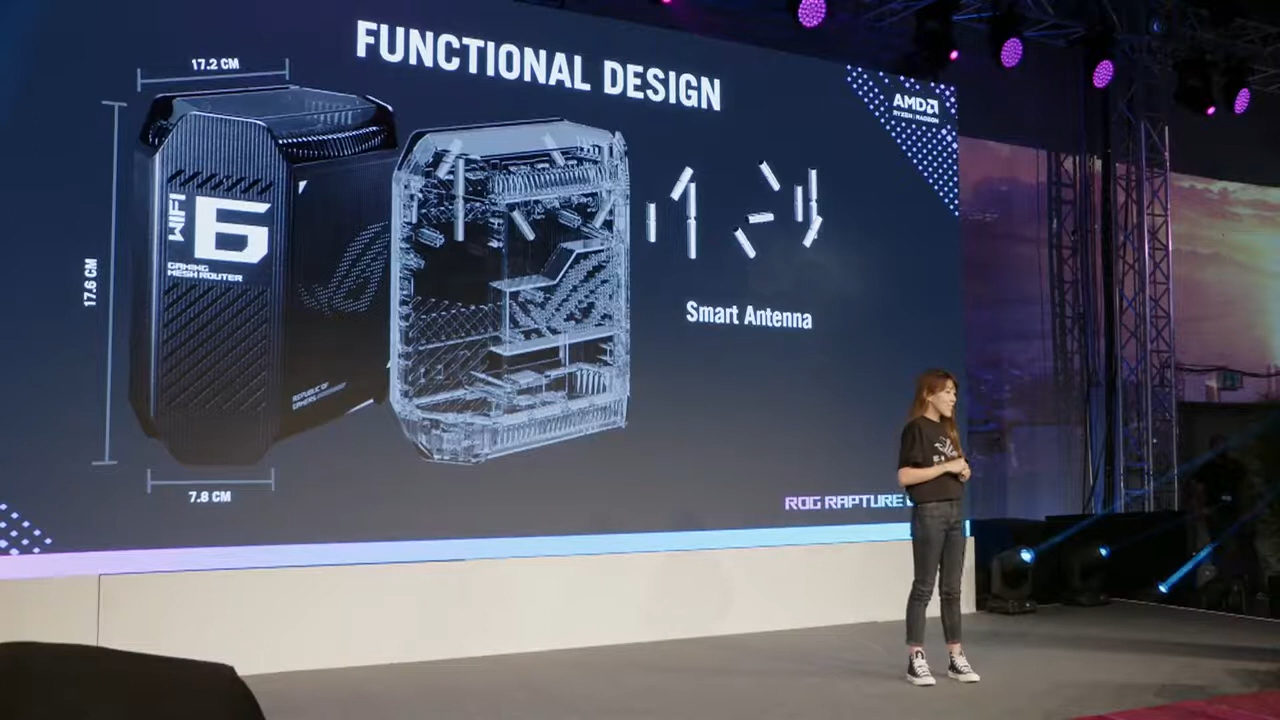 FUNCTIONAL DESIGN
17.2 CM
AMD
RYZEN | RADEON
WIFI
6
GAMING
MESH ROUTER
17.6 CM
Smart Antenna
REPUBLIC OF
GAMERS
7.8 CM
ROG RAPTURE